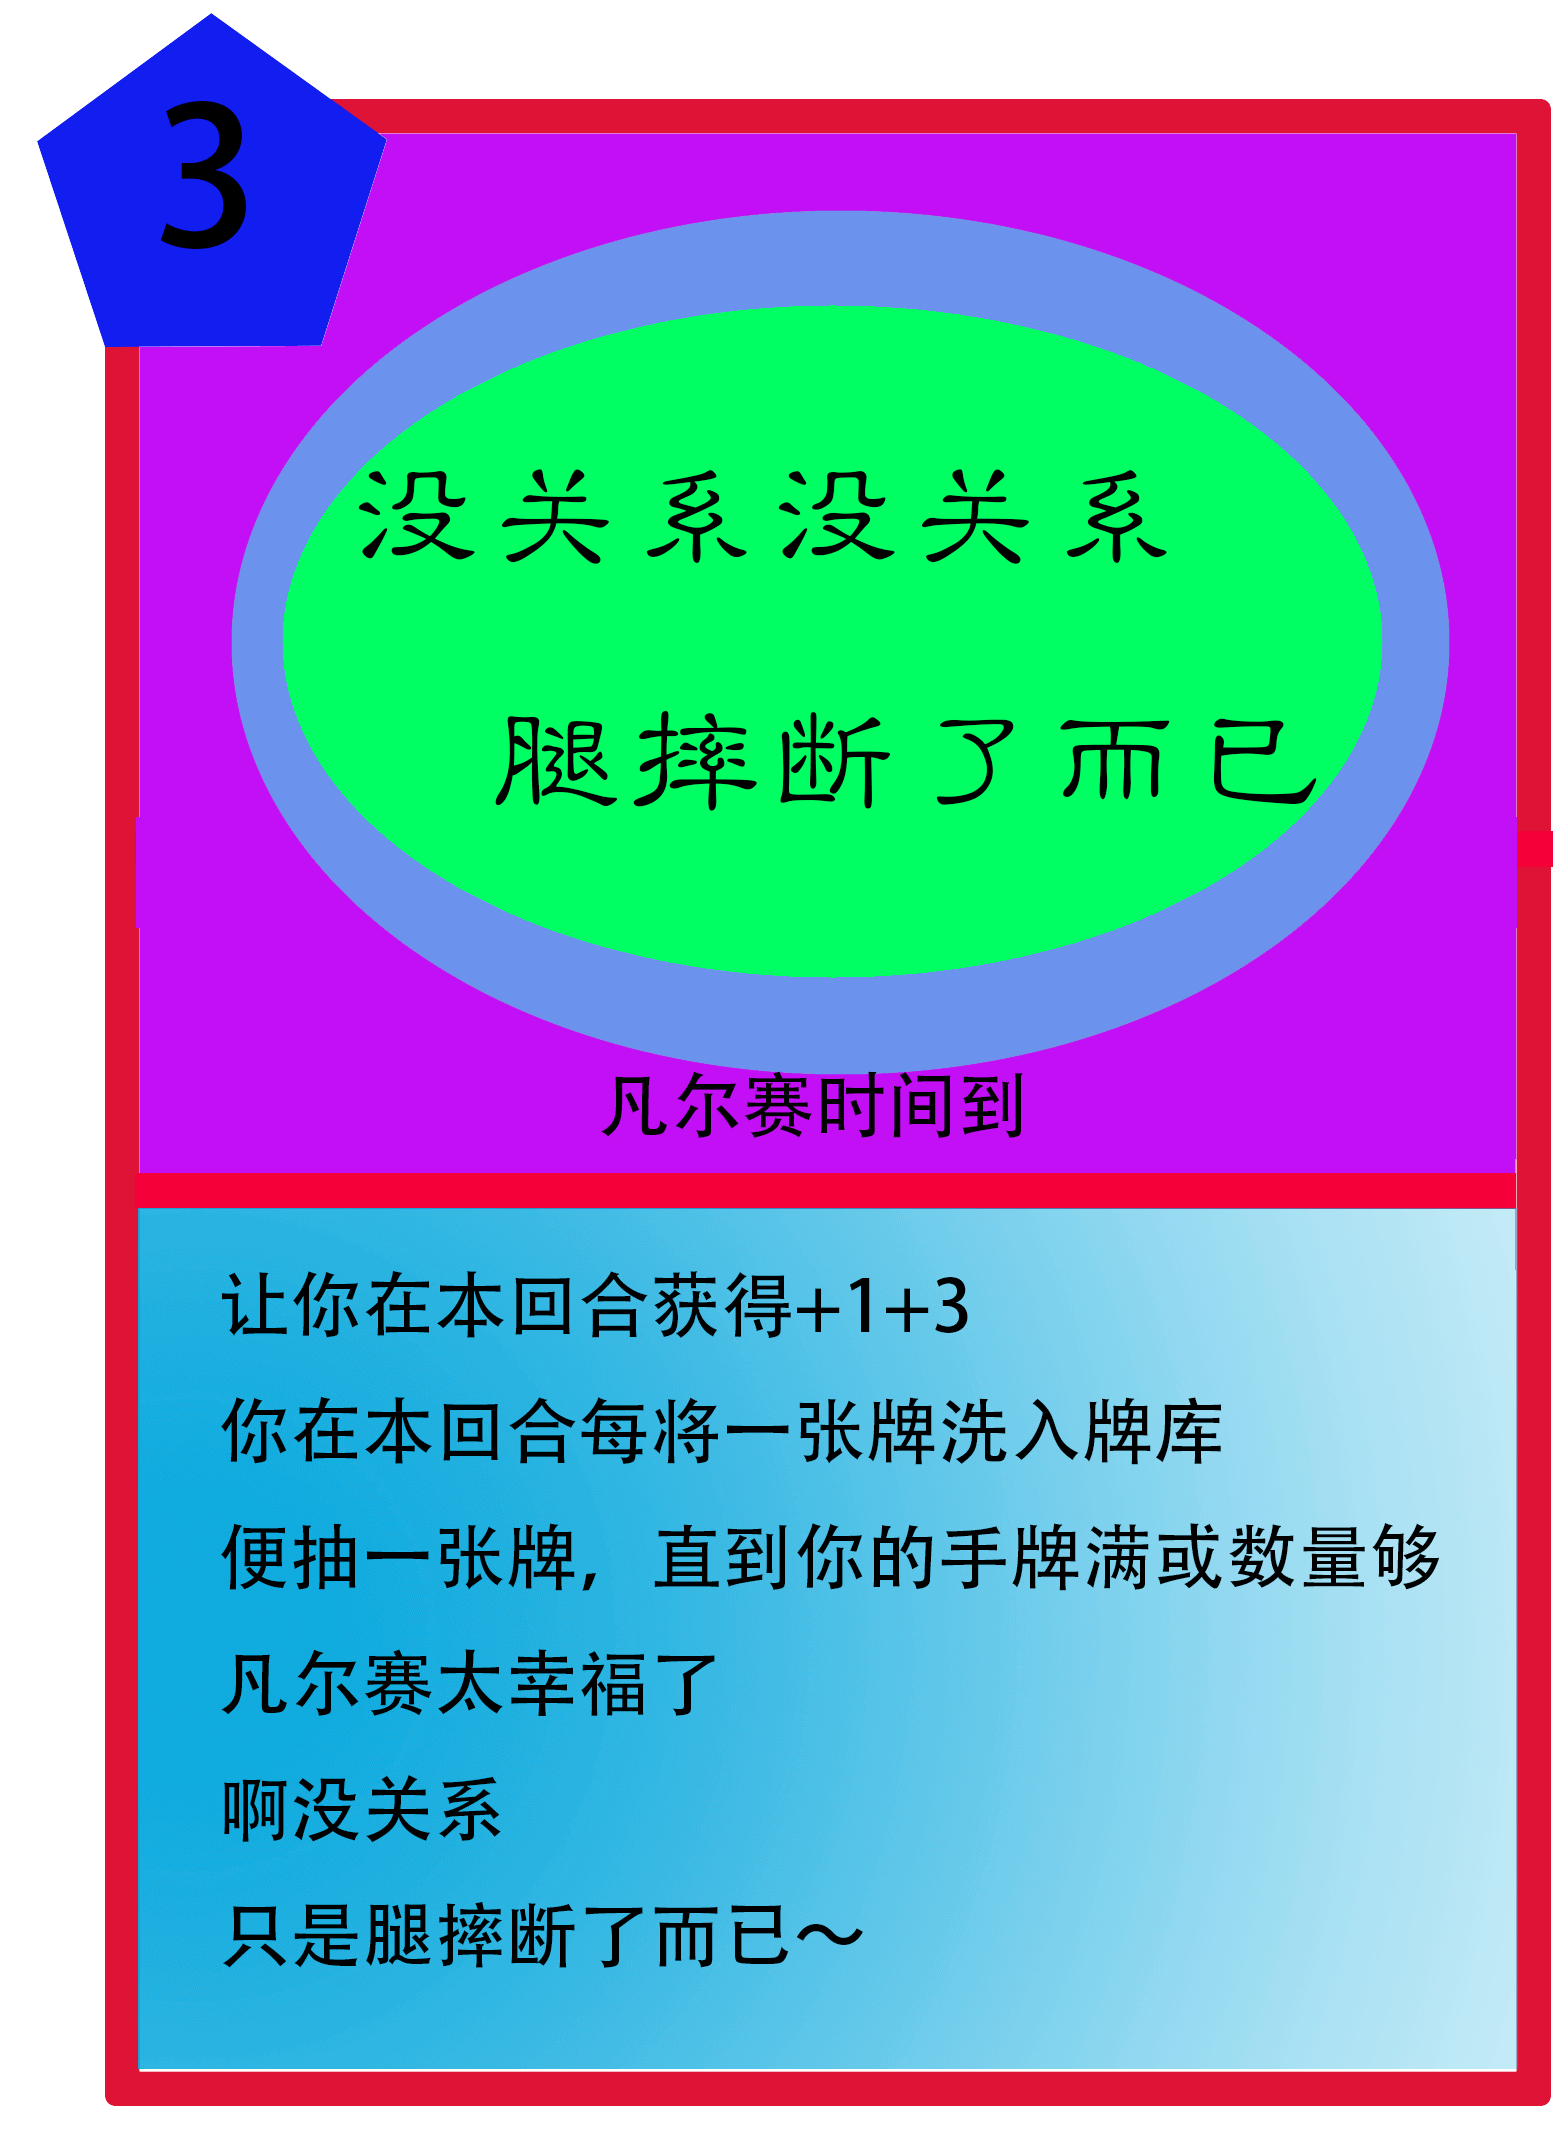 3
没关系没关系
腿摔断了而已
凡尔赛时间到
让你在本回合获得+1+3
你在本回合每将一张牌洗入牌库
便抽一张牌，直到你的手牌满或数量够
凡尔赛太幸福了
啊没关系
只是腿摔断了而已～